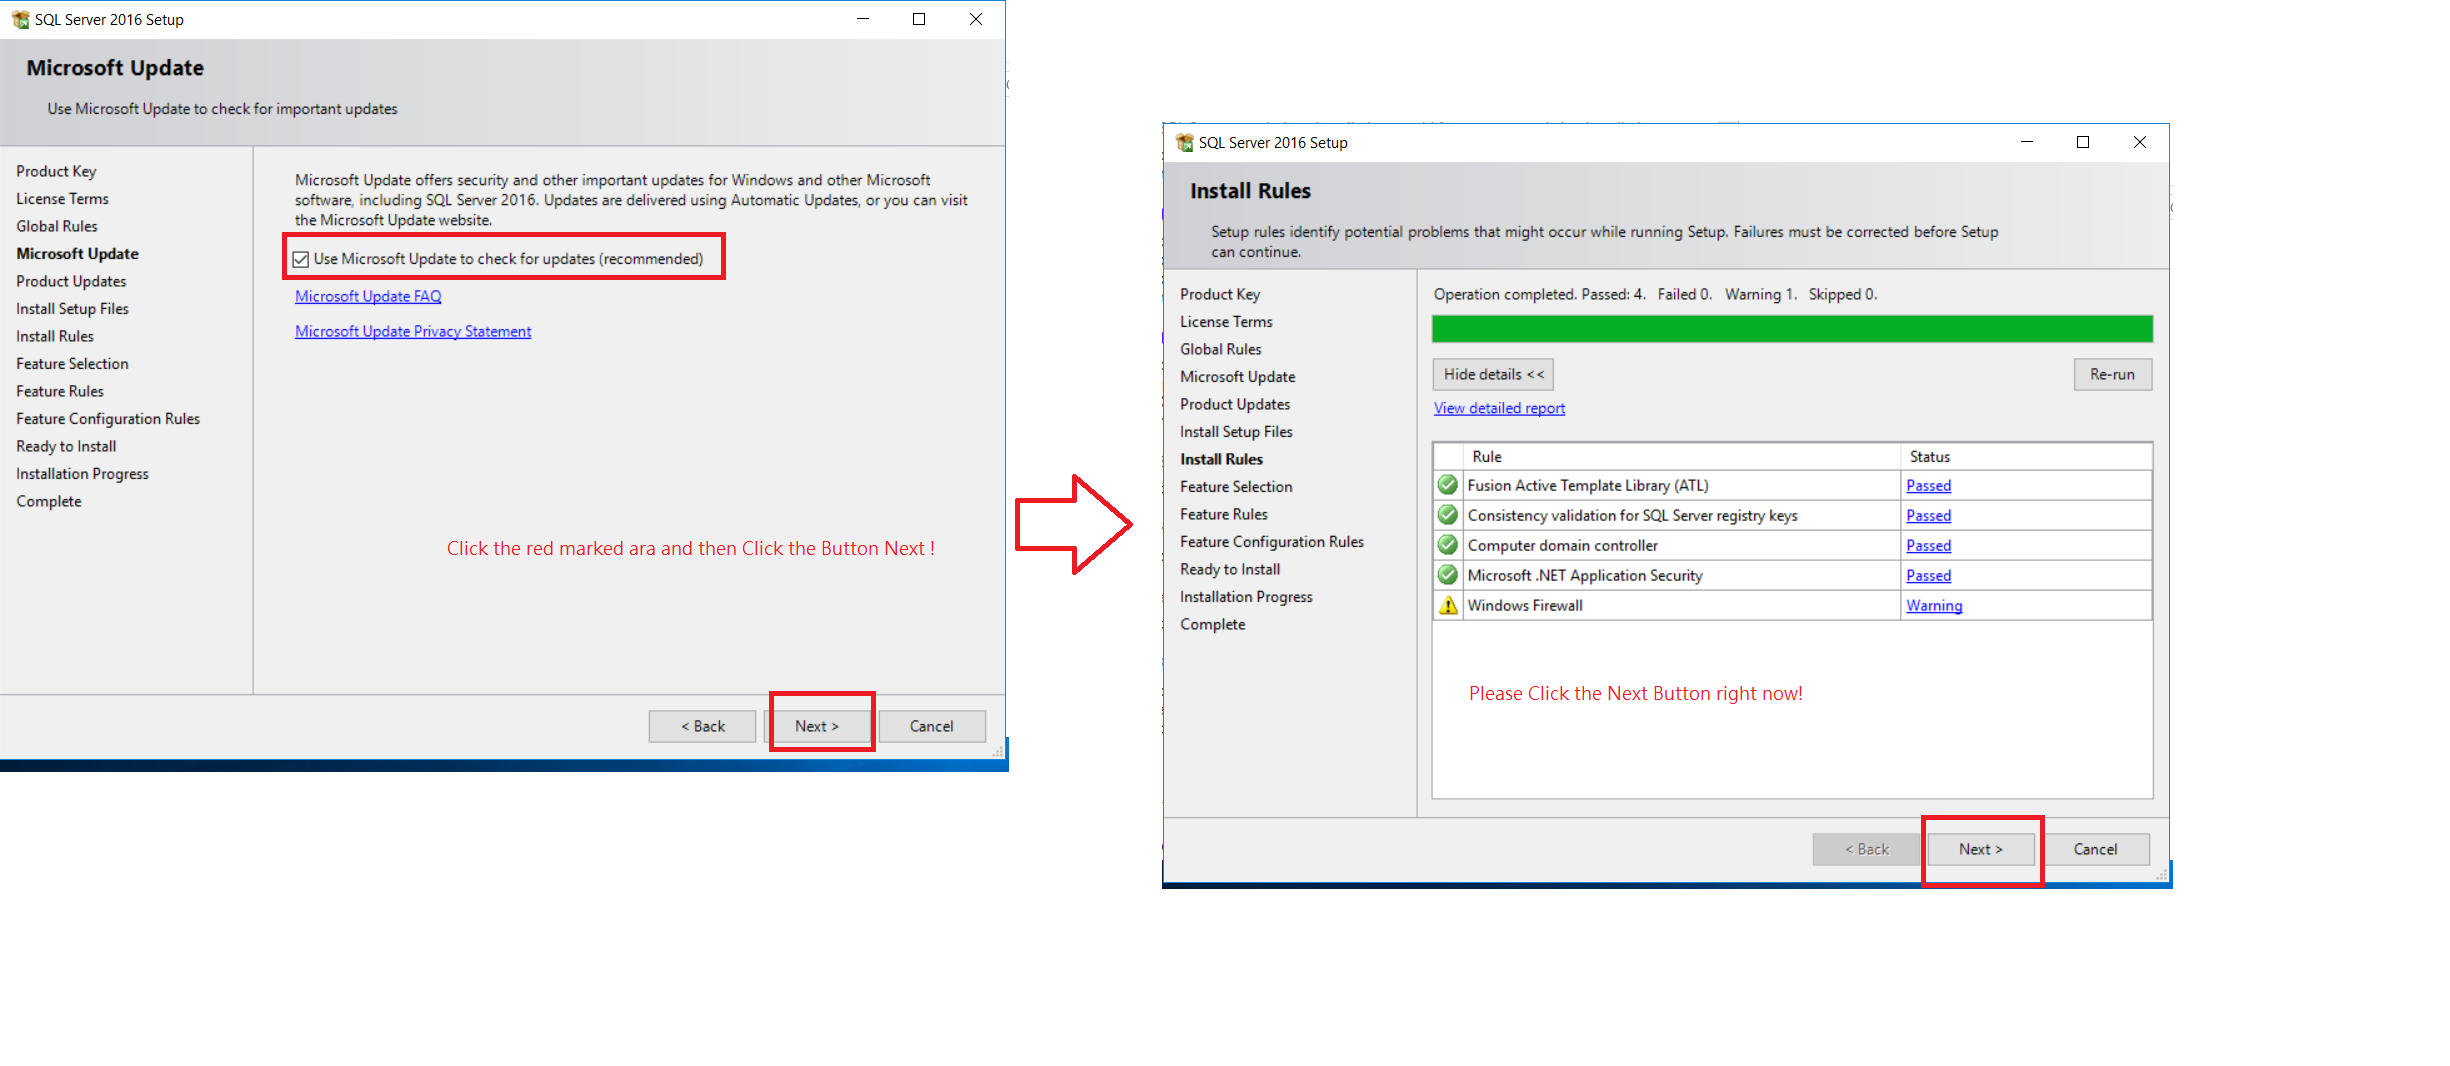 SQL Server 2016 Setup
Microsoft Update
Use Microsoft Update to check for important updates
Product Key
License Terms
Global Rules
Microsoft Update
Product Updates
Install Setup Files
Install Rules
Feature Selection
Feature Rules
Feature Configuration Rules
Ready to Install
Installation Progress
Complete
Microsoft Update offers security and other important updates for Windows and other Microsoft
software, including SQL Server 2016. Updates are delivered using Automatic Updates, or you can visit
the Microsoft Update website.
Use Microsoft Update to check for updates (recommended)
Microsoft Update FAQ
Microsoft Update Privacy Statement
Click the red marked ara and then Click the Button Next !
< Back
Next >
Cancel
SQL Server 2016 Setup
Install Rules
Setup rules identify potential problems that might occur while running Setup. Failures must be corrected before Setup
can continue.
Product Key
License Terms
Global Rules
Microsoft Update
Product Updates
Install Setup Files
Install Rules
Feature Selection
Feature Rules
Feature Configuration Rules
Ready to Install
Installation Progress
Complete
Operation completed. Passed: 4. Failed 0. Warning 1. Skipped 0.
Hide details <<
Re-run
View detailed report
Rule Status
Fusion Active Template Library (ATL) Passed
Consistency validation for SQL Server registry keys Passed
Computer domain controller Passed
Microsoft .NET Application Security Passed
Windows Firewall Warning
Please Click the Next Button right now!
< Back
Next >
Cancel